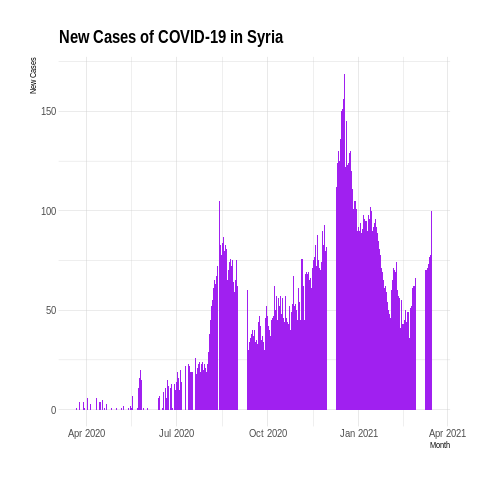 New Cases of COVID-19 in Syria
New Cases
150
100
50
0
Apr 2020
Jul 2020
Oct 2020
Jan 2021
Apr 2021
Month